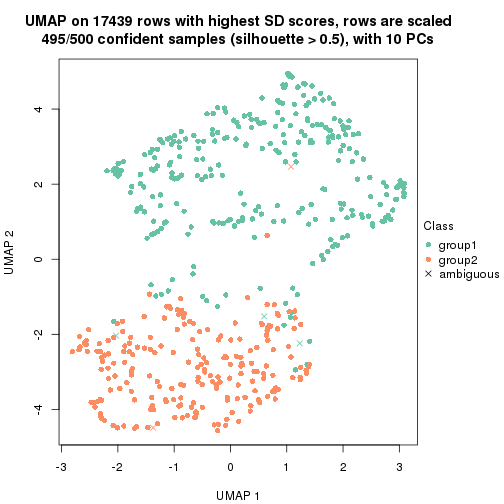 UMAP on 17439 rows with highest SD scores, rows are scaled
495/500 confident samples (silhouette > 0.5), with 10 PCs
UMAP 2
4
2
0
-2
-4
-3
-2
-1
0
1
2
3
UMAP 1
Class
group1
group2
ambiguous